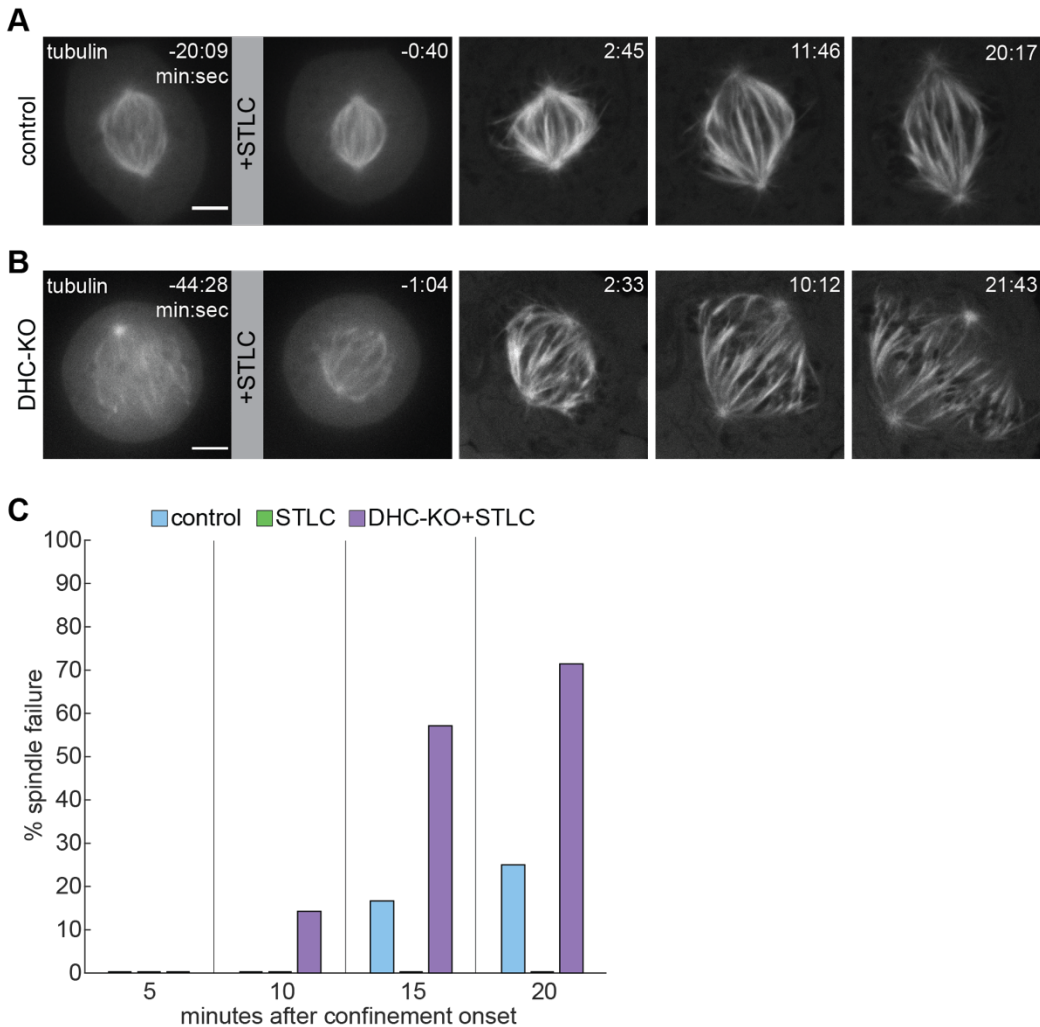 A
tubulin -20:09
min:sec
-0:40
2:45
11:46
20:17
control
+STLC
B
tubulin -44:28
min:sec
-1:04
2:33
10:12
21:43
DHC-KO
+STLC
C
control STLC DHC-KO+STLC
100
90
80
70
60
50
40
30
20
10
0
% spindle failure
5 10 15 20
minutes after confinement onset